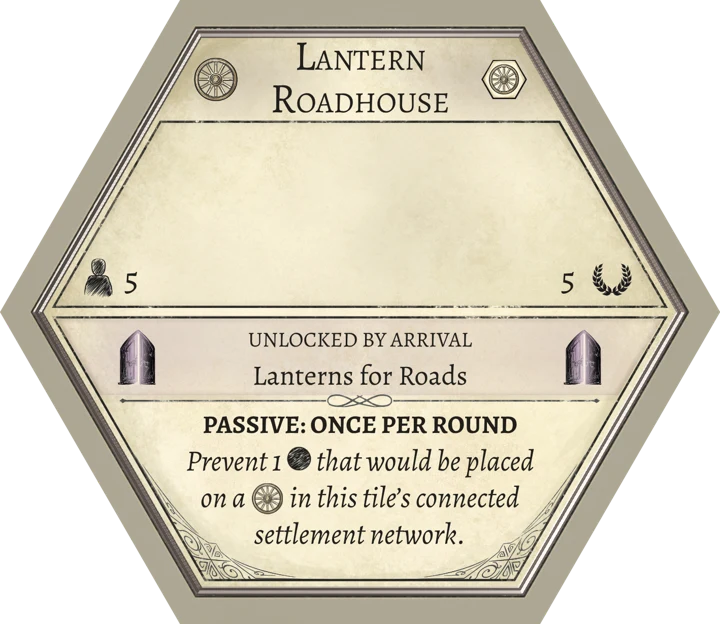 LANTERN
ROADHOUSE
5
5
UNLOCKED BY ARRIVAL
Lanterns for Roads
PASSIVE: ONCE PER ROUND
Prevent 1 that would be placed
on a in this tile's connected
settlement network.